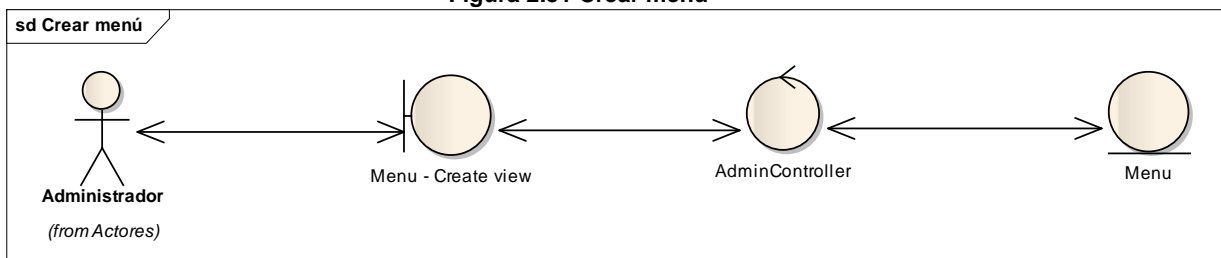 sd Crear menú
Menu - Create view
AdminController
Menu
Administrador
(from Actores)